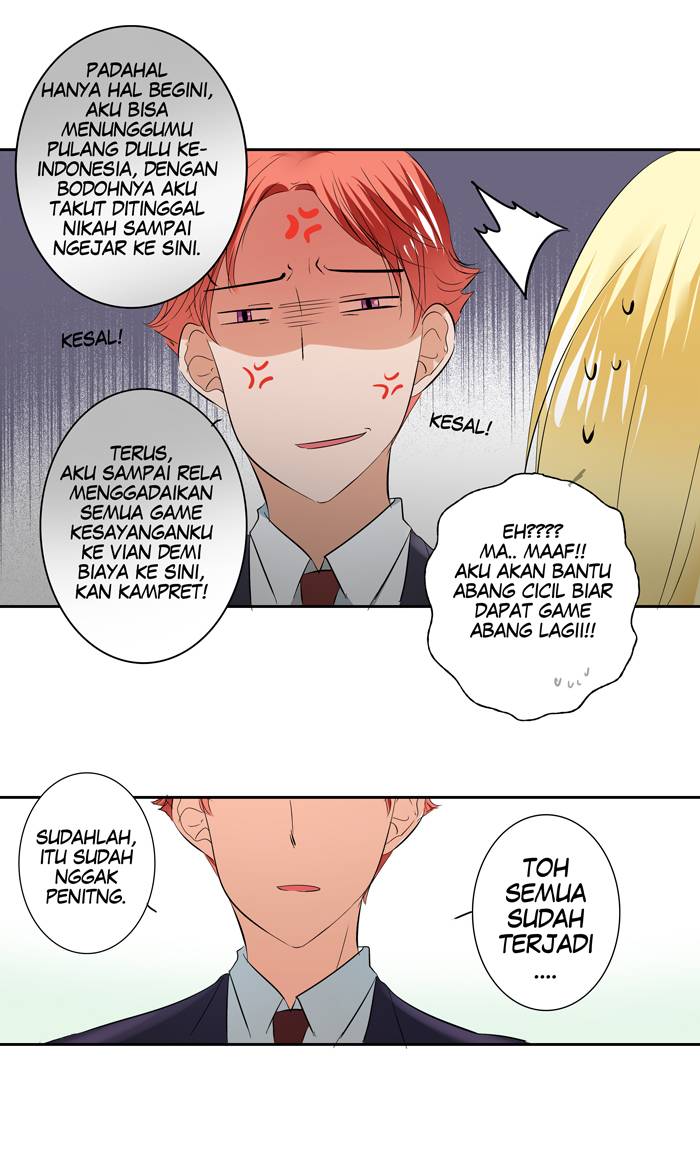 PADAHAL
HANYA HAL BEGINI,
AKU BISA
MENUNGGUMU
PULANG DULU KE-
INDONESIA, DENGAN
BODOHNYA AKU
TAKUT DITINGGAL
NIKAH SAMPAI
NGEJAR KE SINI.
KESAL!
KESAL!
TERUS,
AKU SAMPAI RELA
MENGGADAIKAN
SEMUA GAME
KESAYANGANKU
KE VIAN DEMI
BIAYA KE SINI,
KAN KAMPRET!
EH????
MA.. MAAF!!
AKU AKAN BANTU
ABANG CICIL BIAR
DAPAT GAME
ABANG LAGII!!
SUDAHLAH,
ITU SUDAH
NGGAK
PENITNG.
TOH
SEMUA
SUDAH
TERJADI
....